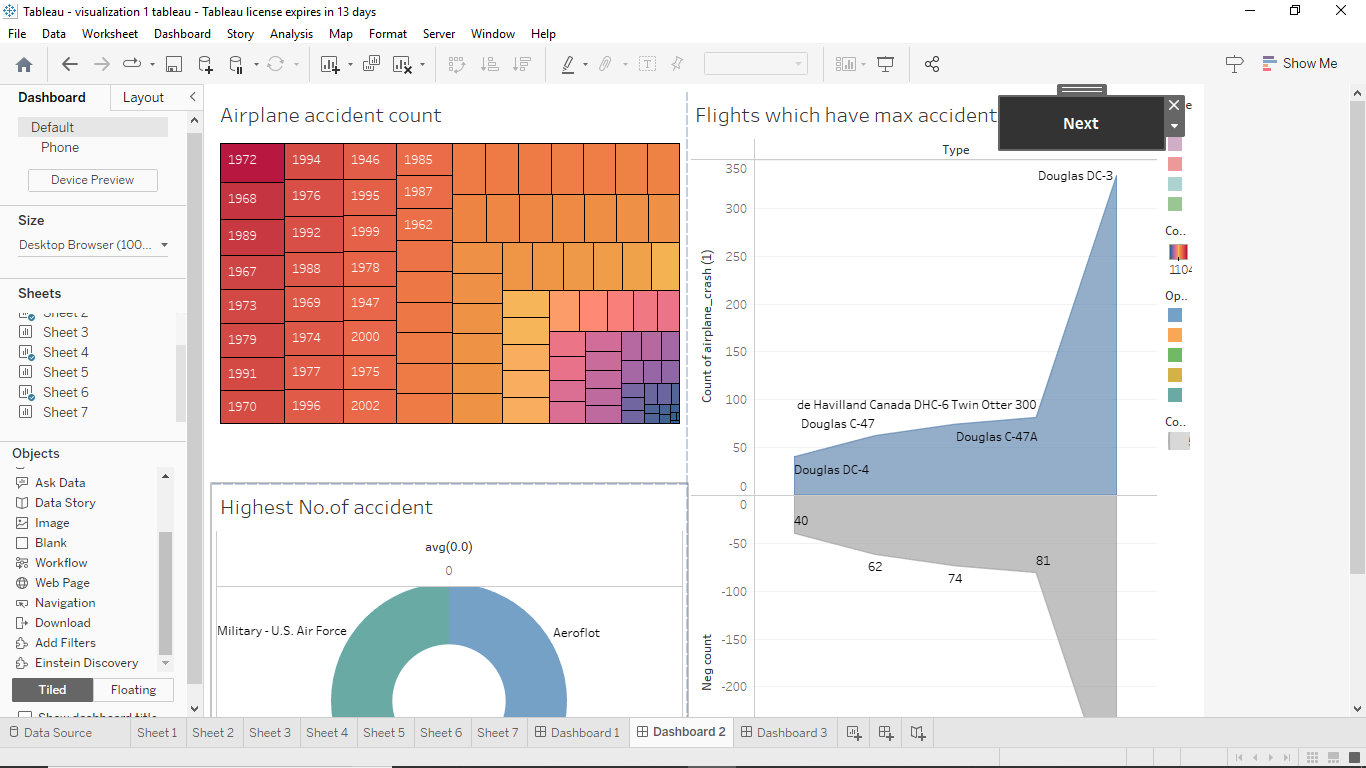 Tableau - visualization 1 tableau - Tableau license expires in 13 days
File Data Worksheet Dashboard Story Analysis Map Format Server Window Help
Show Me
Dashboard Layout
Default
Phone
Device Preview
Size
Desktop Browser (100...
Sheets
Sheet 2
Sheet 3
Sheet 4
Sheet 5
Sheet 6
Sheet 7
Objects
Ask Data
Data Story
Image
Blank
Workflow
Web Page
Navigation
Download
Add Filters
Einstein Discovery
Tiled Floating
Show dashboard title
Airplane accident count
1972 1994 1946 1985
1968 1976 1995 1987
1989 1992 1999 1962
1967 1988 1978
1973 1969 1947
1979 1974 2000
1991 1977 1975
1970 1996 2002
Highest No.of accident
avg(0.0)
0
Military - U.S. Air Force
Aeroflot
Flights which have max accident
Next
Type
Count of airplane_crash (1)
350
300
250
200
150
100
50
0
Douglas DC-3
de Havilland Canada DHC-6 Twin Otter 300
Douglas C-47
Douglas C-47A
Douglas DC-4
Neg count
0
-50
-100
-150
-200
40
62
74
81
Co..
1104
Op..
Co..
Data Source Sheet 1 Sheet 2 Sheet 3 Sheet 4 Sheet 5 Sheet 6 Sheet 7 Dashboard 1 Dashboard 2 Dashboard 3